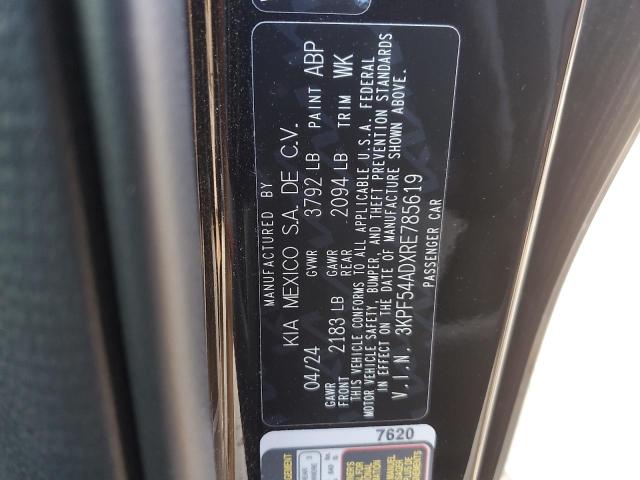 MANUFACTURED BY
KIA MEXICO S.A. DE C.V.
04/24 GVWR 3792 LB PAINT ABP
GAWR FRONT 2183 LB GAWR REAR 2094 LB TRIM WK
THIS VEHICLE CONFORMS TO ALL APPLICABLE U.S.A. FEDERAL
MOTOR VEHICLE SAFETY, BUMPER, AND THEFT PREVENTION STANDARDS
IN EFFECT ON THE DATE OF MANUFACTURE SHOWN ABOVE.
V.I.N. 3KPF54ADXRE785619
PASSENGER CAR
7620